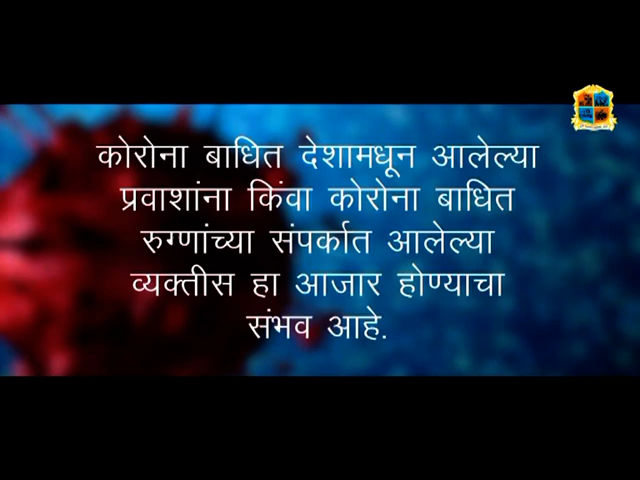 कोरोना बाधित देशामधून आलेल्या
प्रवाशांना किंवा कोरोना बाधित
रुग्णांच्या संपर्कात आलेल्या
व्यक्तीस हा आजार होण्याचा
संभव आहे.